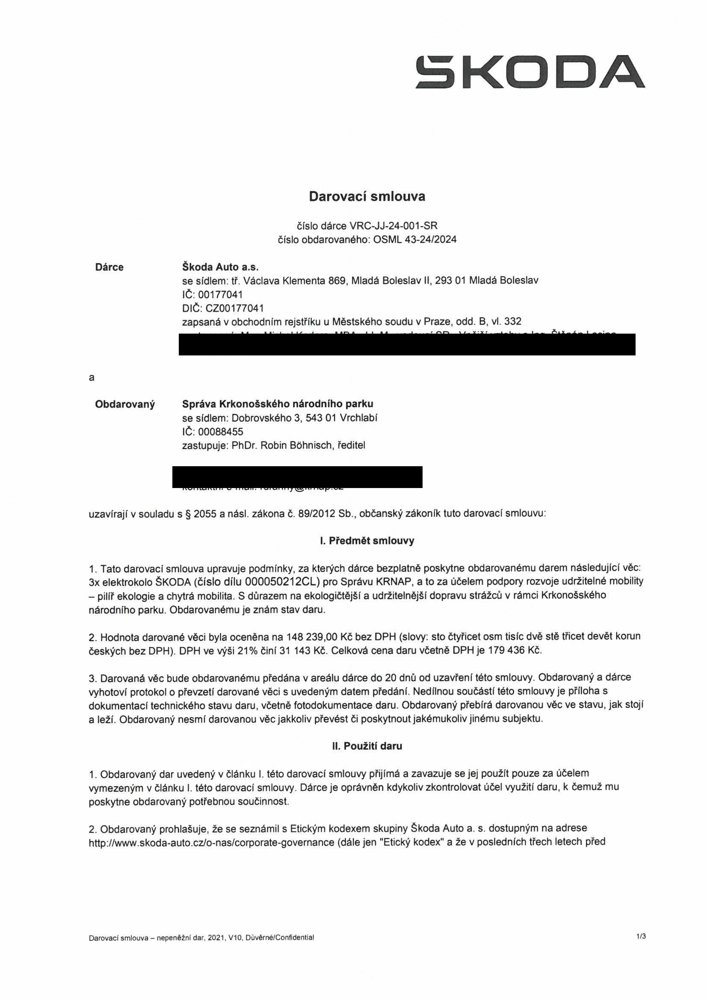 ŠKODA
Darovací smlouva
číslo dárce VRC-JJ-24-001-SR
číslo obdarovaného: OSML 43-24/2024
Dárce
Škoda Auto a.s.
se sídlem: tř. Václava Klementa 869, Mladá Boleslav II, 293 01 Mladá Boleslav
IČ: 00177041
DIČ: CZ00177041
zapsaná v obchodním rejstříku u Městského soudu v Praze, odd. B, vl. 332
a
Obdarovaný
Správa Krkonošského národního parku
se sídlem: Dobrovského 3, 543 01 Vrchlabí
IČ: 00088455
zastupuje: PhDr. Robin Böhnisch, ředitel
uzavírají v souladu s § 2055 a násl. zákona č. 89/2012 Sb., občanský zákoník tuto darovací smlouvu:
I. Předmět smlouvy
1. Tato darovací smlouva upravuje podmínky, za kterých dárce bezplatně poskytne obdarovanému darem následující věc:
3x elektrokolo ŠKODA (číslo dílu 000050212CL) pro Správu KRNAP, a to za účelem podpory rozvoje udržitelné mobility
– pilíř ekologie a chytrá mobilita. S důrazem na ekologičtější a udržitelnější dopravu strážců v rámci Krkonošského
národního parku. Obdarovanému je znám stav daru.
2. Hodnota darované věci byla oceněna na 148 239,00 Kč bez DPH (slovy: sto čtyřicet osm tisíc dvě stě třicet devět korun
českých bez DPH). DPH ve výši 21% činí 31 143 Kč. Celková cena daru včetně DPH je 179 436 Kč.
3. Darovaná věc bude obdarovanému předána v areálu dárce do 20 dnů od uzavření této smlouvy. Obdarovaný a dárce
vyhotoví protokol o převzetí darované věci s uvedeným datem předání. Nedílnou součástí této smlouvy je příloha s
dokumentací technického stavu daru, včetně fotodokumentace daru. Obdarovaný přebírá darovanou věc ve stavu, jak stojí
a leží. Obdarovaný nesmí darovanou věc jakkoliv převést či poskytnout jakémukoliv jinému subjektu.
II. Použití daru
1. Obdarovaný dar uvedený v článku I. této darovací smlouvy přijímá a zavazuje se jej použít pouze za účelem
vymezeným v článku I. této darovací smlouvy. Dárce je oprávněn kdykoliv zkontrolovat účel využití daru, k čemuž mu
poskytne obdarovaný potřebnou součinnost.
2. Obdarovaný prohlašuje, že se seznámil s Etickým kodexem skupiny Škoda Auto a. s. dostupným na adrese
http://www.skoda-auto.cz/o-nas/corporate-governance (dále jen "Etický kodex" a že v posledních třech letech před
Darovací smlouva – nepeněžní dar, 2021, V10, Důvěrné/Confidential
1/3